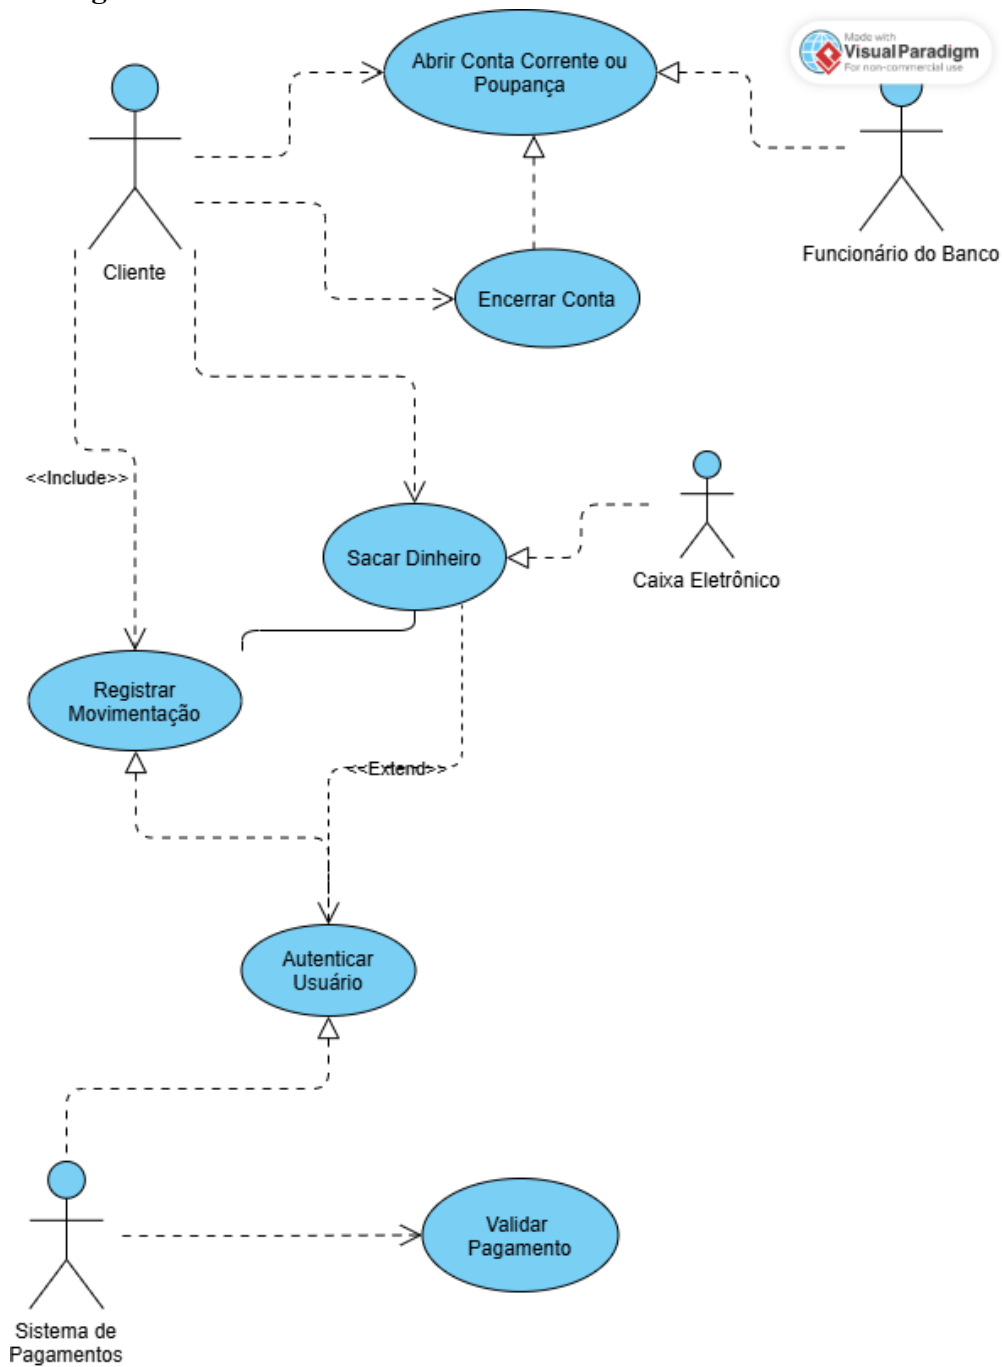 Abrir Conta Corrente ou
Poupança
Made with
Visual Paradigm
For non-commercial use
Funcionário do Banco
Cliente
Encerrar Conta
<<Include>>
Sacar Dinheiro
Caixa Eletrônico
Registrar
Movimentação
<<Extend>>
Autenticar
Usuário
Validar
Pagamento
Sistema de
Pagamentos